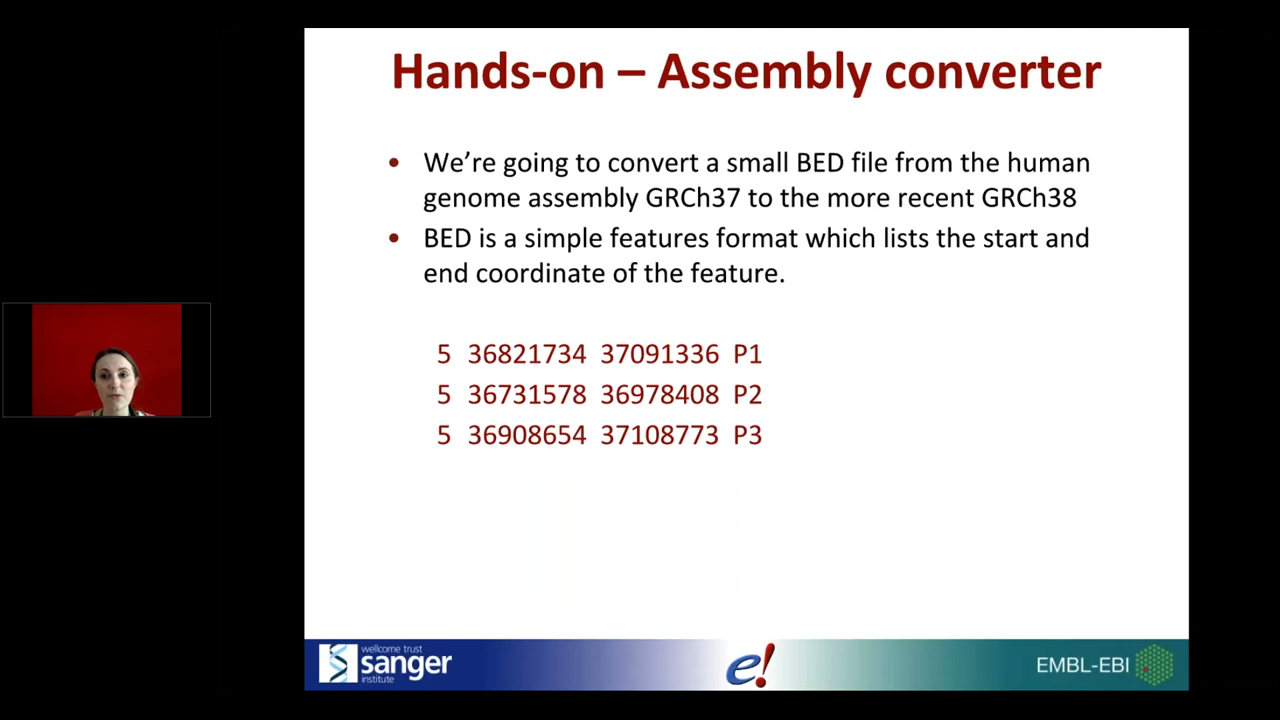 Hands-on – Assembly converter
• We’re going to convert a small BED file from the human
genome assembly GRCh37 to the more recent GRCh38
• BED is a simple features format which lists the start and
end coordinate of the feature.
5 36821734 37091336 P1
5 36731578 36978408 P2
5 36908654 37108773 P3
wellcome trust
sanger
institute
e!
EMBL-EBI